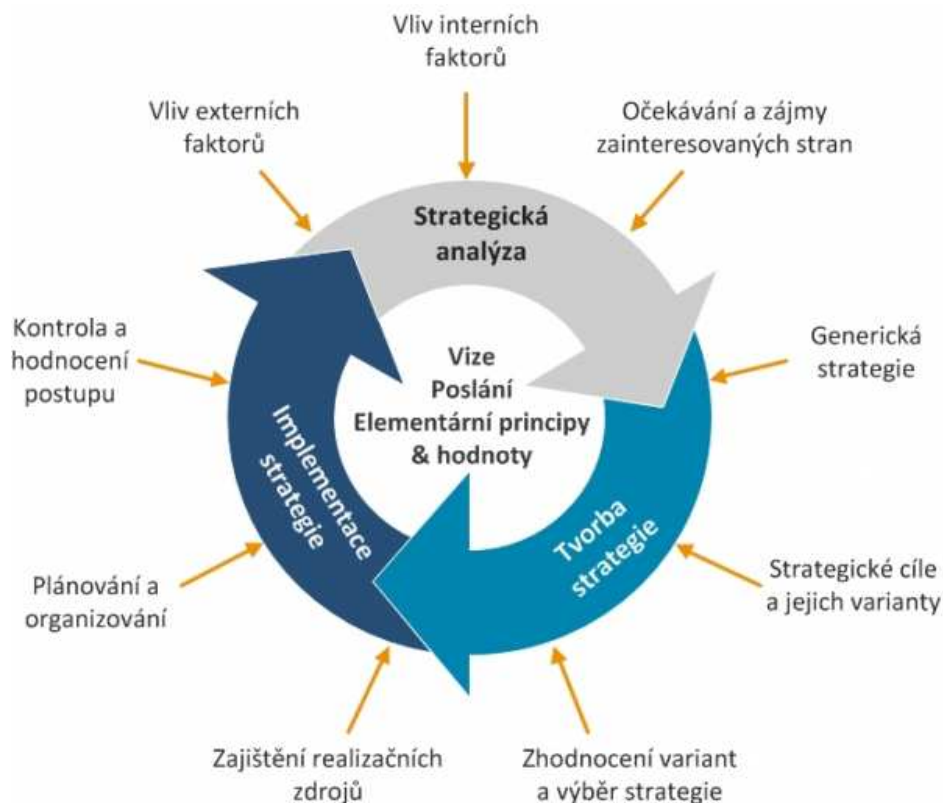 Vliv interních
faktorů
Vliv externích
faktorů
Očekávání a zájmy
zainteresovaných stran
Strategická
analýza
Kontrola a
hodnocení
postupu
Generická
strategie
Vize
Poslání
Elementární principy
& hodnoty
Implementace
strategie
Tvorba
strategie
Plánování a
organizování
Strategické cíle
a jejich varianty
Zajištění realizačních
zdrojů
Zhodnocení variant
a výběr strategie